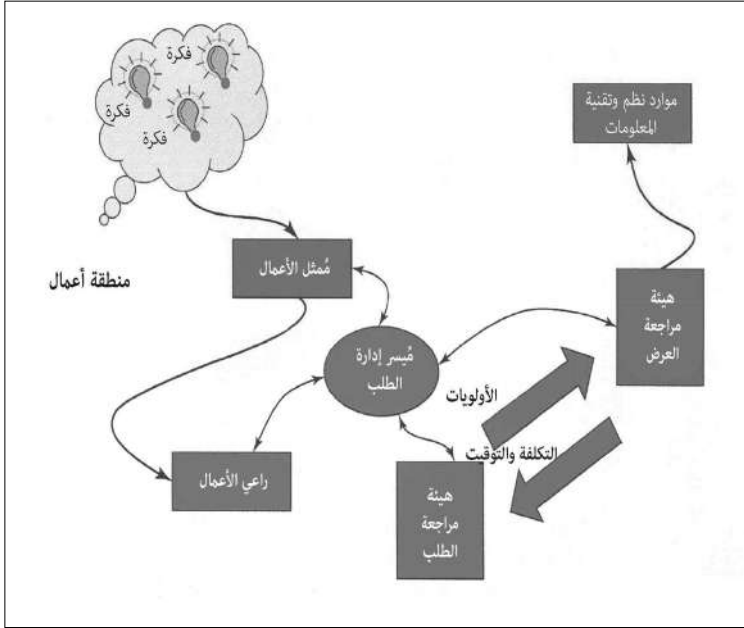 فكرة
فكرة
فكرة
موارد نظم وتقنية
المعلومات
مُمثل الأعمال
منطقة أعمال
هيئة
مراجعة
العرض
مُيسر إدارة
الطلب
الأولويات
التكلفة والتوقيت
راعي الأعمال
هيئة
مراجعة
الطلب